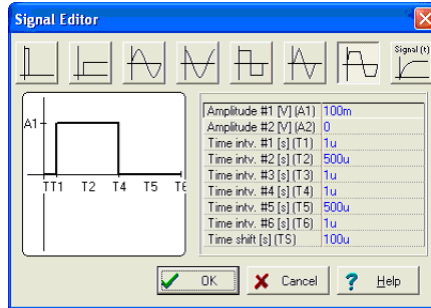 Signal Editor
Signal (t)
A1
TT1 T2 T4 T5 T6
Amplitude #1 [V] (A1) 100m
Amplitude #2 [V] (A2) 0
Time intv. #1 [s] (T1) 1u
Time intv. #2 [s] (T2) 500u
Time intv. #3 [s] (T3) 1u
Time intv. #4 [s] (T4) 1u
Time intv. #5 [s] (T5) 500u
Time intv. #6 [s] (T6) 1u
Time shift [s] (TS) 100u
OK
Cancel
? Help